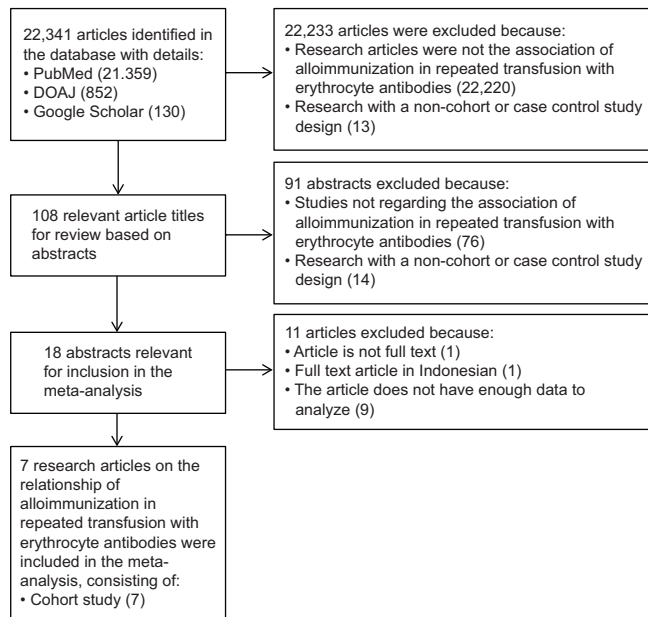 22,341 articles identified in
the database with details:
• PubMed (21.359)
• DOAJ (852)
• Google Scholar (130)
22,233 articles were excluded because:
• Research articles were not the association of
alloimmunization in repeated transfusion with
erythrocyte antibodies (22,220)
• Research with a non-cohort or case control study
design (13)
108 relevant article titles
for review based on
abstracts
91 abstracts excluded because:
• Studies not regarding the association of
alloimmunization in repeated transfusion with
erythrocyte antibodies (76)
• Research with a non-cohort or case control study
design (14)
18 abstracts relevant
for inclusion in the
meta-analysis
11 articles excluded because:
• Article is not full text (1)
• Full text article in Indonesian (1)
• The article does not have enough data to
analyze (9)
7 research articles on the
relationship of
alloimmunization in
repeated transfusion with
erythrocyte antibodies were
included in the meta-
analysis, consisting of:
• Cohort study (7)